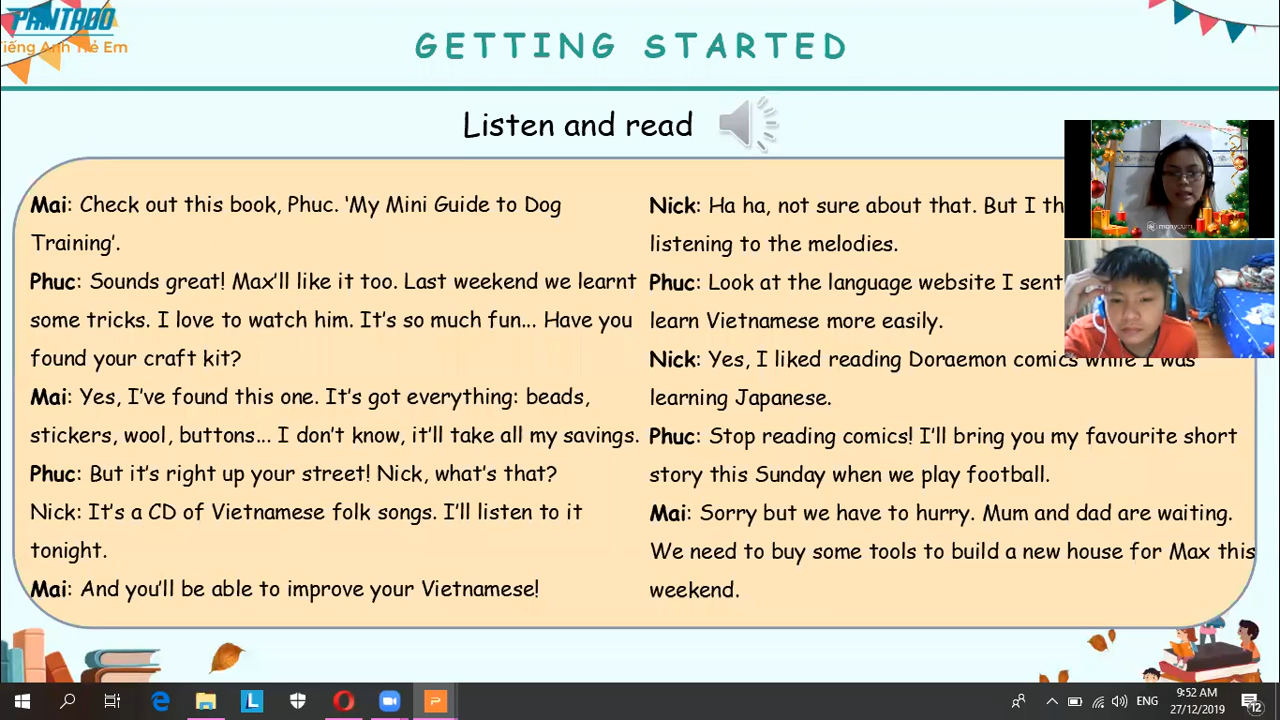 PANTADO
Tiếng Anh Trẻ Em
GETTING STARTED
Listen and read
Mai: Check out this book, Phuc. ‘My Mini Guide to Dog
Training’.
Phuc: Sounds great! Max’ll like it too. Last weekend we learnt
some tricks. I love to watch him. It’s so much fun... Have you
found your craft kit?
Mai: Yes, I’ve found this one. It’s got everything: beads,
stickers, wool, buttons... I don’t know, it’ll take all my savings.
Phuc: But it’s right up your street! Nick, what’s that?
Nick: It’s a CD of Vietnamese folk songs. I’ll listen to it
tonight.
Mai: And you’ll be able to improve your Vietnamese!
Nick: Ha ha, not sure about that. But I th
listening to the melodies.
Phuc: Look at the language website I sent
learn Vietnamese more easily.
Nick: Yes, I liked reading Doraemon comics while I was
learning Japanese.
Phuc: Stop reading comics! I’ll bring you my favourite short
story this Sunday when we play football.
Mai: Sorry but we have to hurry. Mum and dad are waiting.
We need to buy some tools to build a new house for Max this
weekend.
manycam
ENG
9:52 AM
27/12/2019
12